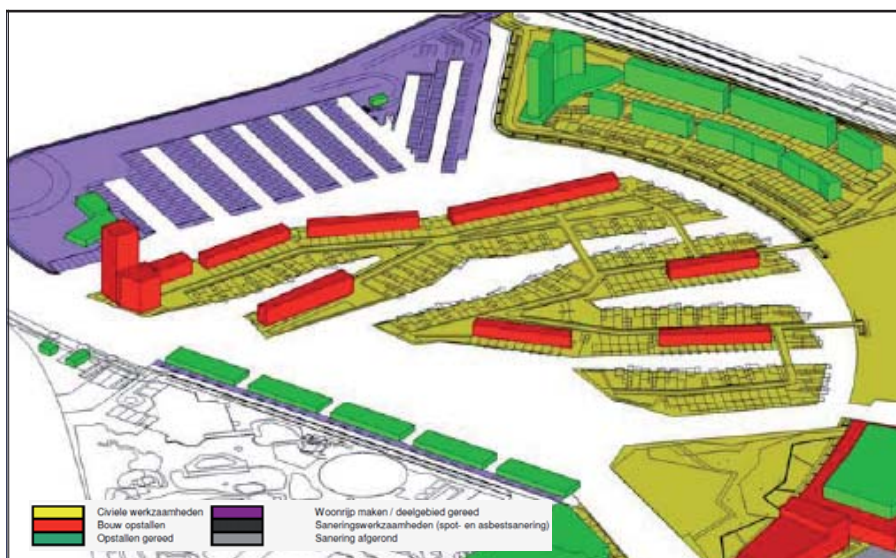 Civiele werkzaamheden
Bouw opstallen
Opstallen gereed
Woonrijp maken / deelgebied gereed
Saneringswerkzaamheden (spot- en asbestsanering)
Sanering afgerond